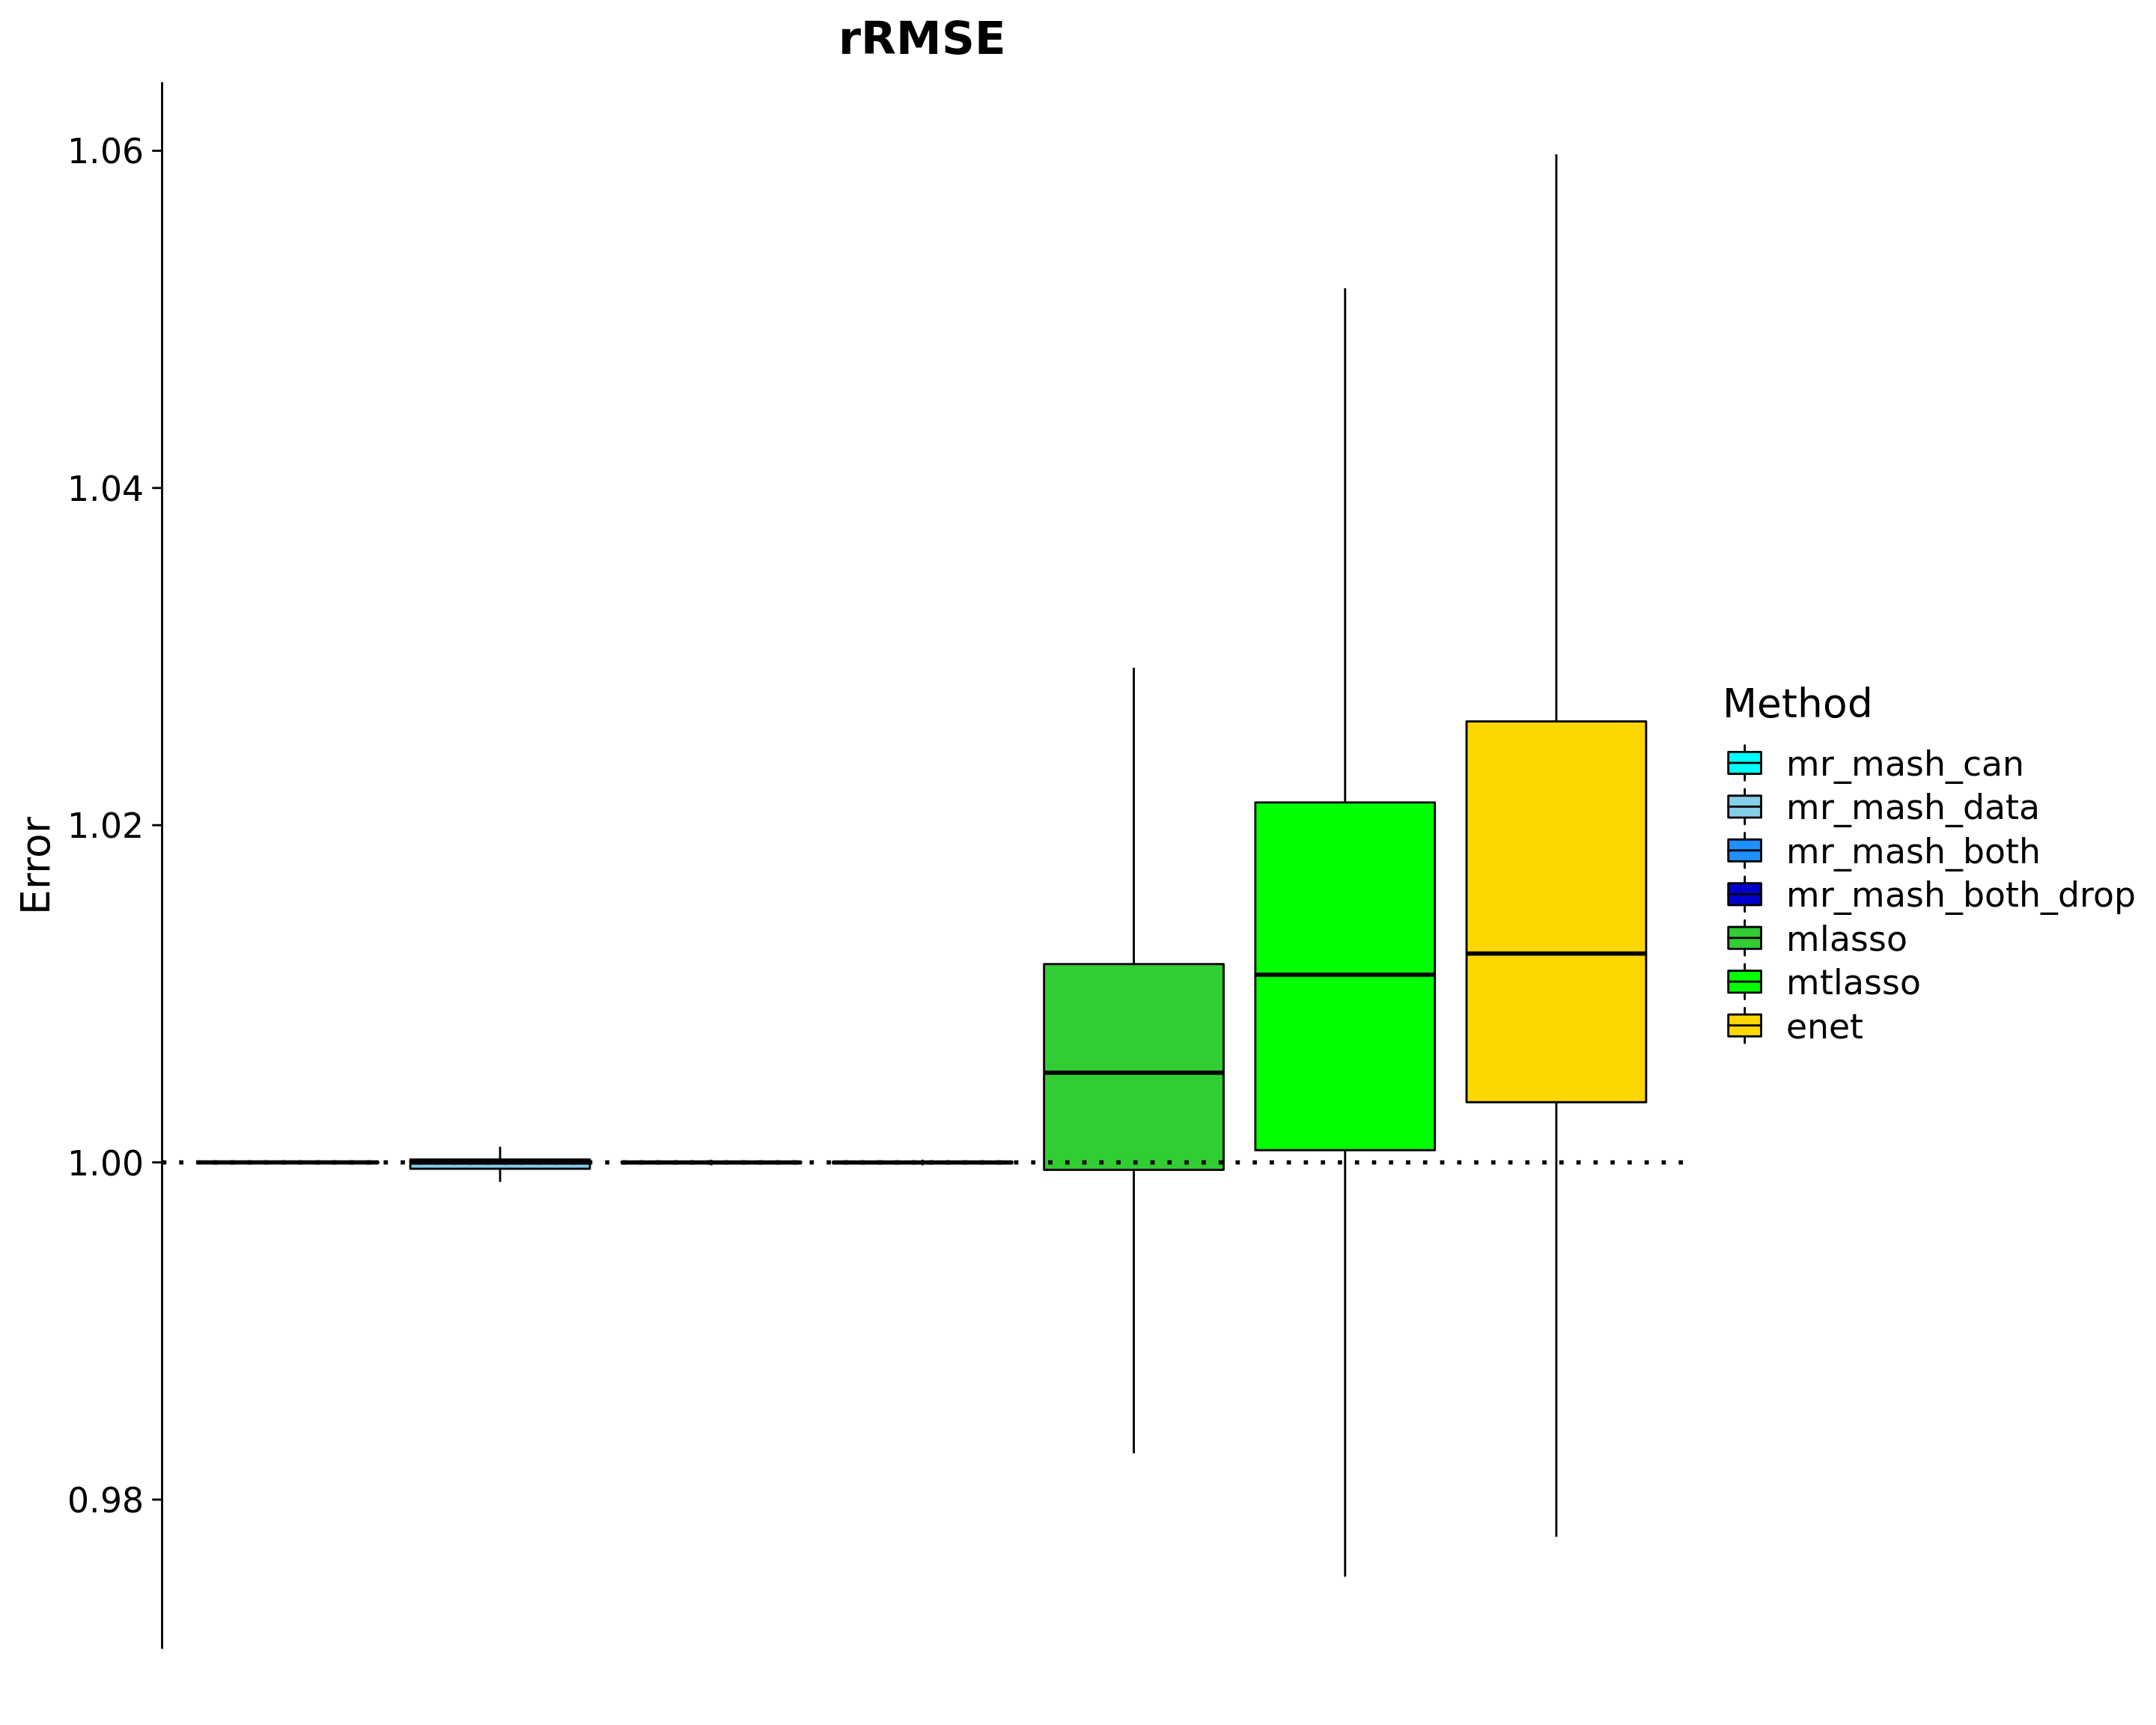 rRMSE
1.06
1.04
1.02
1.00
0.98
Error
Method
mr_mash_can
mr_mash_data
mr_mash_both
mr_mash_both_drop
mlasso
mtlasso
enet